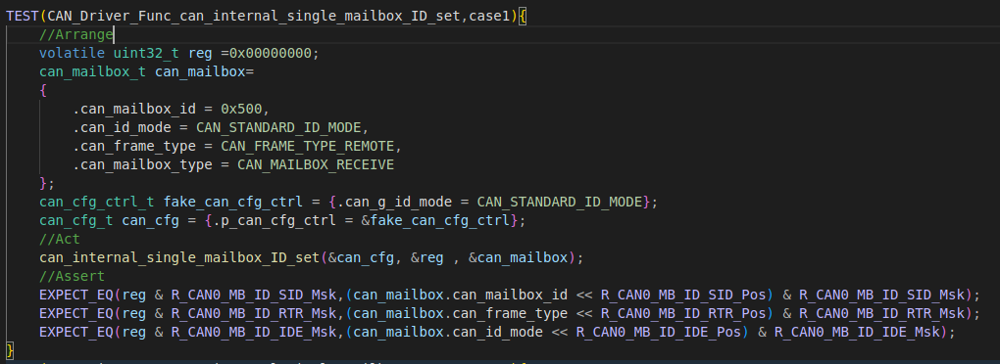 TEST(CAN_Driver_Func_can_internal_single_mailbox_ID_set,case1){
//Arrange
volatile uint32_t reg =0x00000000;
can_mailbox_t can_mailbox=
{
.can_mailbox_id = 0x500,
.can_id_mode = CAN_STANDARD_ID_MODE,
.can_frame_type = CAN_FRAME_TYPE_REMOTE,
.can_mailbox_type = CAN_MAILBOX_RECEIVE
};
can_cfg_ctrl_t fake_can_cfg_ctrl = {.can_g_id_mode = CAN_STANDARD_ID_MODE};
can_cfg_t can_cfg = {.p_can_cfg_ctrl = &fake_can_cfg_ctrl};
//Act
can_internal_single_mailbox_ID_set(&can_cfg, &reg , &can_mailbox);
//Assert
EXPECT_EQ(reg & R_CAN0_MB_ID_SID_Msk,(can_mailbox.can_mailbox_id << R_CAN0_MB_ID_SID_Pos) & R_CAN0_MB_ID_SID_Msk);
EXPECT_EQ(reg & R_CAN0_MB_ID_RTR_Msk,(can_mailbox.can_frame_type << R_CAN0_MB_ID_RTR_Pos) & R_CAN0_MB_ID_RTR_Msk);
EXPECT_EQ(reg & R_CAN0_MB_ID_IDE_Msk,(can_mailbox.can_id_mode << R_CAN0_MB_ID_IDE_Pos) & R_CAN0_MB_ID_IDE_Msk);
}